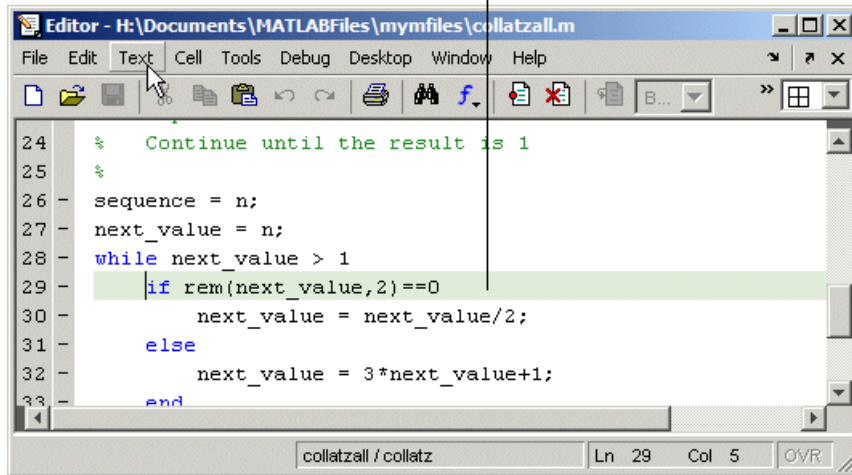 Editor - H:\Documents\MATLABFiles\mymfiles\collatzall.m
File Edit Text Cell Tools Debug Desktop Window Help
B...
24 % Continue until the result is 1
25 %
26 - sequence = n;
27 - next_value = n;
28 - while next_value > 1
29 - if rem(next_value,2)==0
30 - next_value = next_value/2;
31 - else
32 - next_value = 3*next_value+1;
33 - end
collatzall / collatz Ln 29 Col 5 OVR